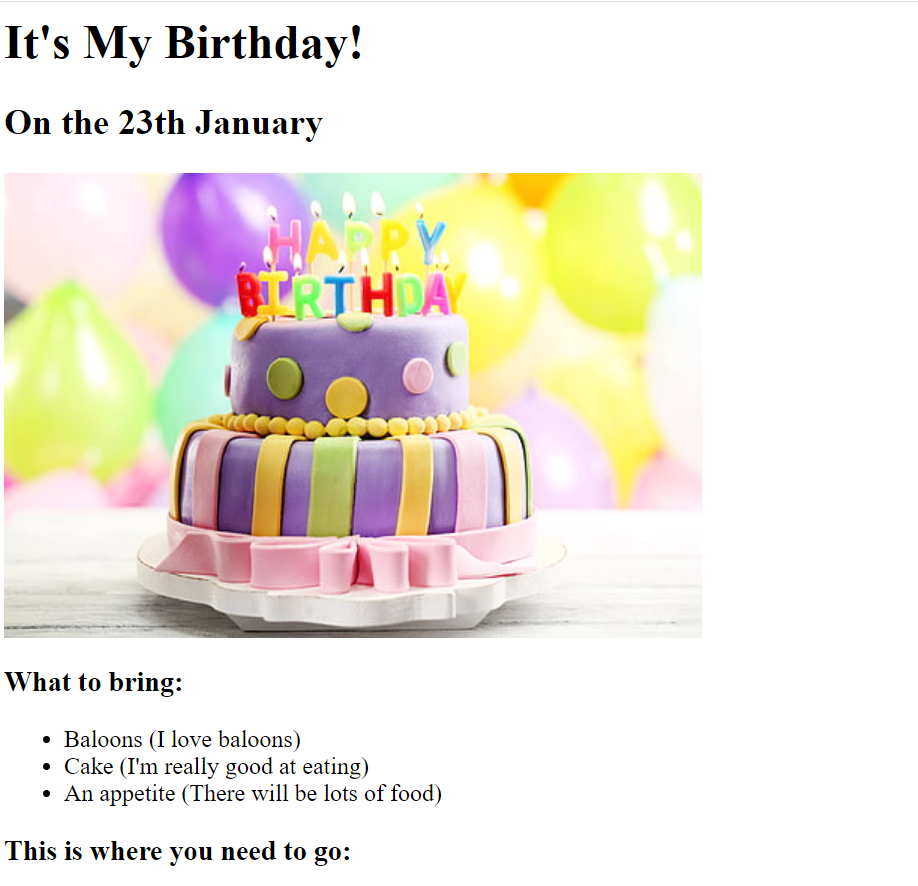 It's My Birthday!
On the 23th January
HAPPY
BIRTHDAY
What to bring:
Baloons (I love baloons)
Cake (I'm really good at eating)
An appetite (There will be lots of food)
This is where you need to go: